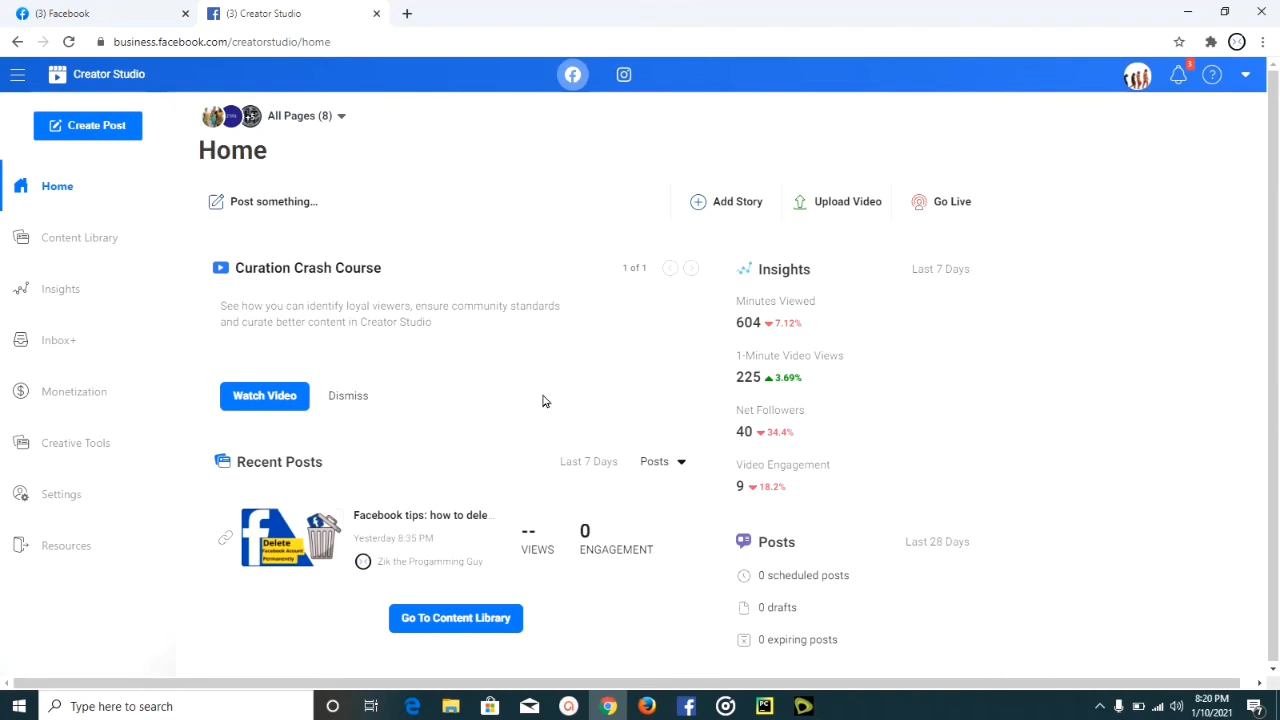 (3) Facebook
(3) Creator Studio
business.facebook.com/creatorstudio/home
Creator Studio
3
Create Post
All Pages (8)
Home
Home
Post something...
Add Story
Upload Video
Go Live
Content Library
Insights
Inbox+
Monetization
Creative Tools
Settings
Resources
Curation Crash Course
1 of 1
See how you can identify loyal viewers, ensure community standards
and curate better content in Creator Studio
Watch Video
Dismiss
Insights
Last 7 Days
Minutes Viewed
604 7.12%
1-Minute Video Views
225 3.69%
Net Followers
40 34.4%
Video Engagement
9 18.2%
Recent Posts
Last 7 Days
Posts
Delete
Facebook Acount
Permanently
Facebook tips: how to dele...
Yesterday 8:35 PM
Zik the Progamming Guy
--
VIEWS
0
ENGAGEMENT
Go To Content Library
Posts
Last 28 Days
0 scheduled posts
0 drafts
0 expiring posts
Type here to search
8:20 PM
1/10/2021